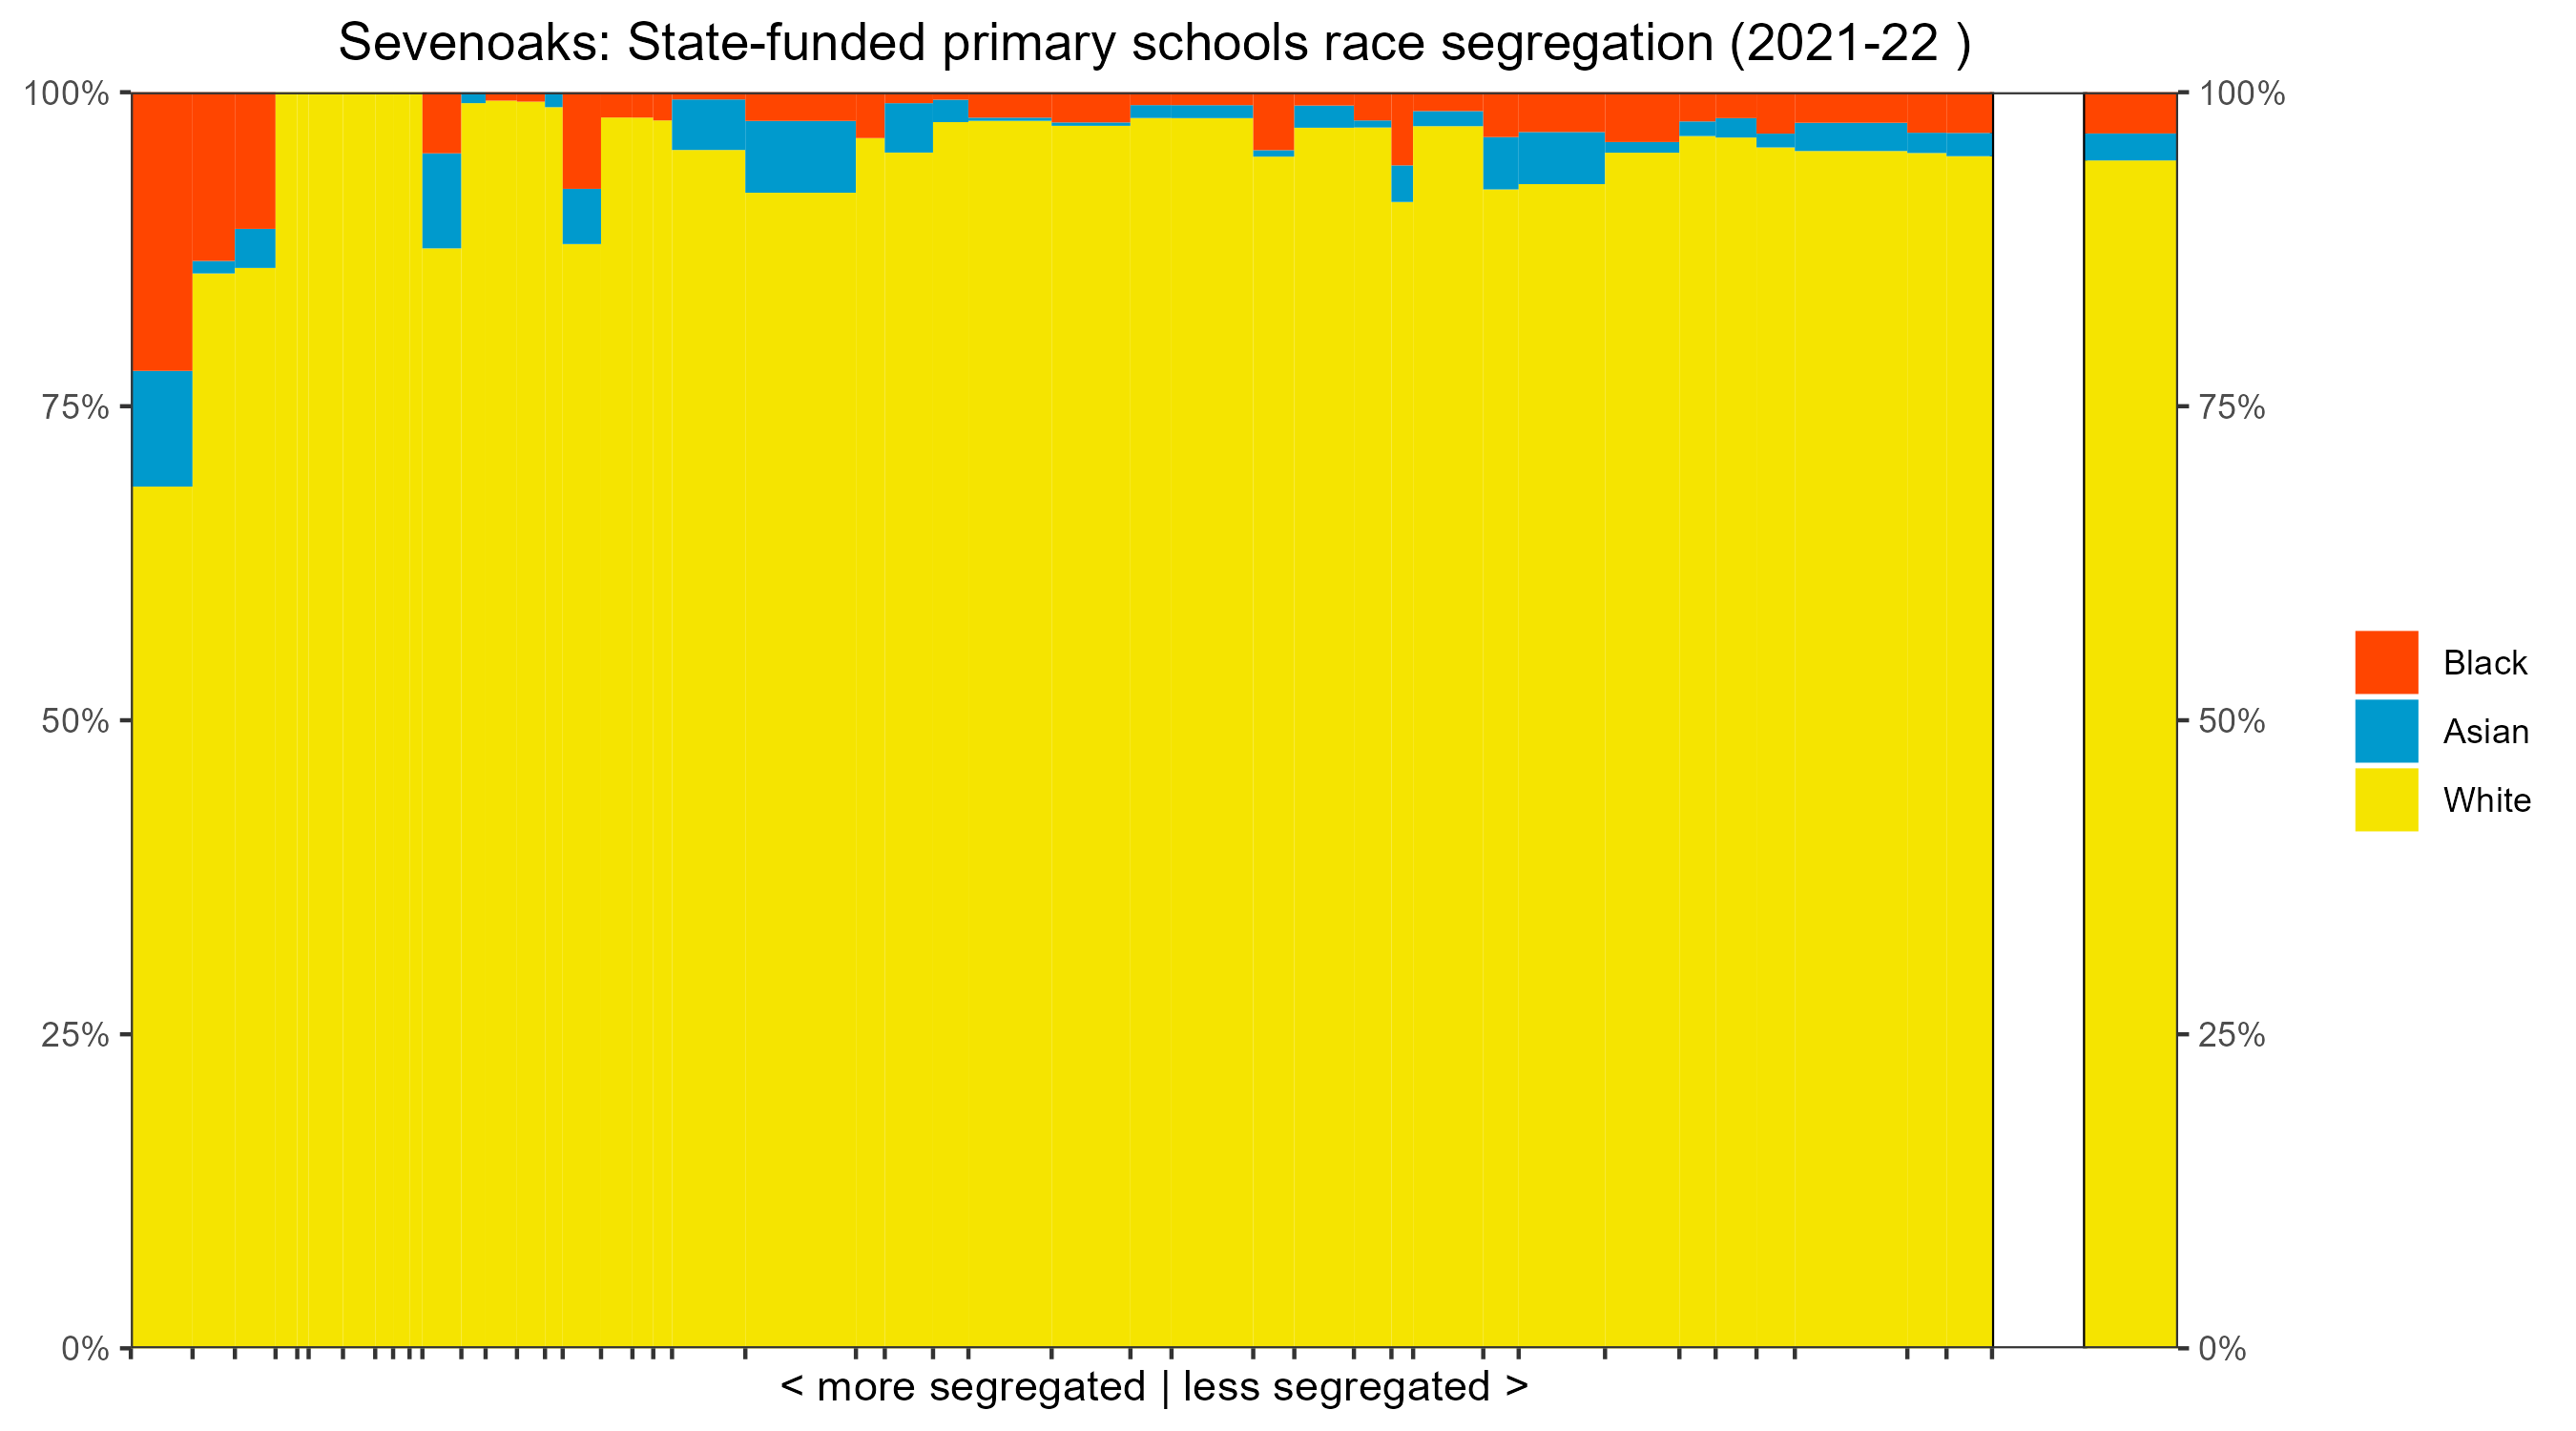 Sevenoaks: State-funded primary schools race segregation (2021-22 )
100%
75%
50%
25%
0%
100%
75%
50%
25%
0%
Black
Asian
White
< more segregated | less segregated >